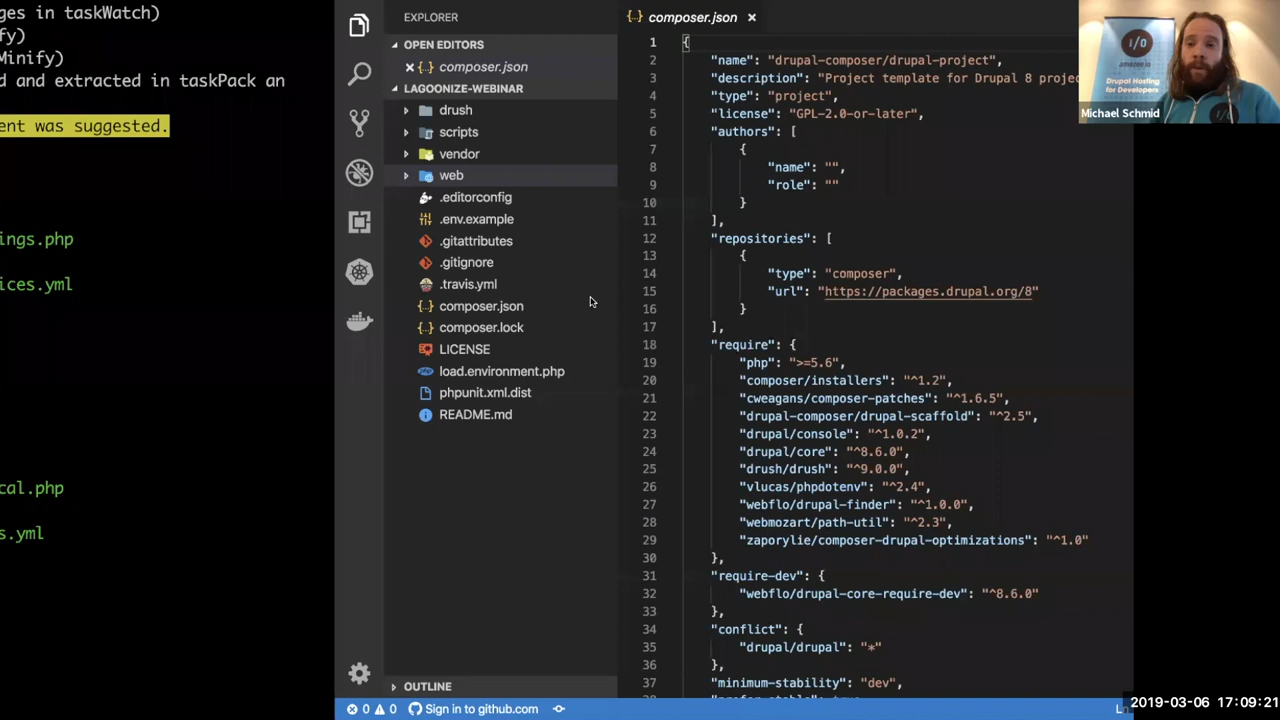 ges in taskWatch)
fy)
Minify)
d and extracted in taskPack an
ent was suggested.
ings.php
ices.yml
cal.php
s.yml
EXPLORER
OPEN EDITORS
composer.json
LAGOONIZE-WEBINAR
drush
scripts
vendor
web
.editorconfig
.env.example
.gitattributes
.gitignore
.travis.yml
composer.json
composer.lock
LICENSE
load.environment.php
phpunit.xml.dist
README.md
OUTLINE
0 0 Sign in to github.com
composer.json
1 {
2 "name": "drupal-composer/drupal-project",
3 "description": "Project template for Drupal 8 projec
4 "type": "project",
5 "license": "GPL-2.0-or-later",
6 "authors": [
7 {
8 "name": "",
9 "role": ""
10 }
11 ],
12 "repositories": [
13 {
14 "type": "composer",
15 "url": "https://packages.drupal.org/8"
16 }
17 ],
18 "require": {
19 "php": ">=5.6",
20 "composer/installers": "^1.2",
21 "cweagans/composer-patches": "^1.6.5",
22 "drupal-composer/drupal-scaffold": "^2.5",
23 "drupal/console": "^1.0.2",
24 "drupal/core": "^8.6.0",
25 "drush/drush": "^9.0.0",
26 "vlucas/phpdotenv": "^2.4",
27 "webflo/drupal-finder": "^1.0.0",
28 "webmozart/path-util": "^2.3",
29 "zaporylie/composer-drupal-optimizations": "^1.0"
30 },
31 "require-dev": {
32 "webflo/drupal-core-require-dev": "^8.6.0"
33 },
34 "conflict": {
35 "drupal/drupal": "*"
36 },
37 "minimum-stability": "dev",
I/O
amazee.io
Drupal Hosting
for Developers
Michael Schmid
2019-03-06 17:09:21